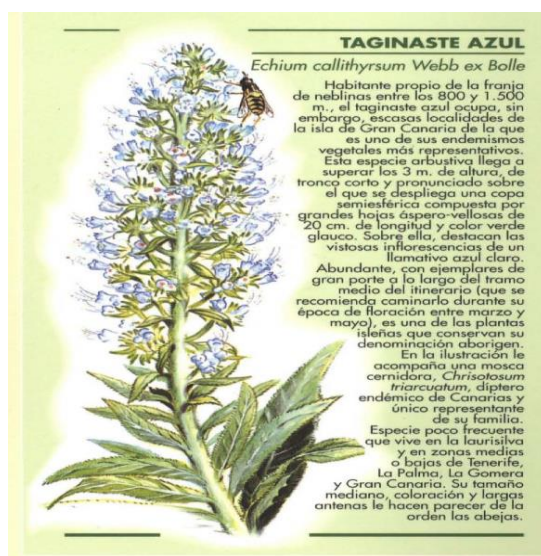 TAGINASTE AZUL
Echium callithyrsum Webb ex Bolle
Habitante propio de la franja
de neblinas entre los 800 y 1.500
m., el taginaste azul ocupa, sin
embargo, escasas localidades de
la isla de Gran Canaria de la que
es uno de sus endemismos
vegetales más representativos.
Esta especie arbustiva llega a
superar los 3 m. de altura, de
tronco corto y pronunciado sobre
el que se despliega una copa
semiesférica compuesta por
grandes hojas áspero-vellosas de
20 cm. de longitud y color verde
glauco. Sobre ella, destacan las
vistosas inflorescencias de un
llamativo azul claro.
Abundante, con ejemplares de
gran porte a lo largo del tramo
medio del itinerario (que se
recomienda caminarlo durante su
época de floración entre marzo y
mayo), es una de las plantas
isleñas que conservan su
denominación aborigen.
En la ilustración le
acompaña una mosca
cernidora, Chrisotosum
triarcuatum, díptero
endémico de Canarias y
único representante
de su familia.
Especie poco frecuente
que vive en la laurisilva
y en zonas medias
o bajas de Tenerife,
La Palma, La Gomera
y Gran Canaria. Su tamaño
mediano, coloración y largas
antenas le hacen parecer de la
orden las abejas.